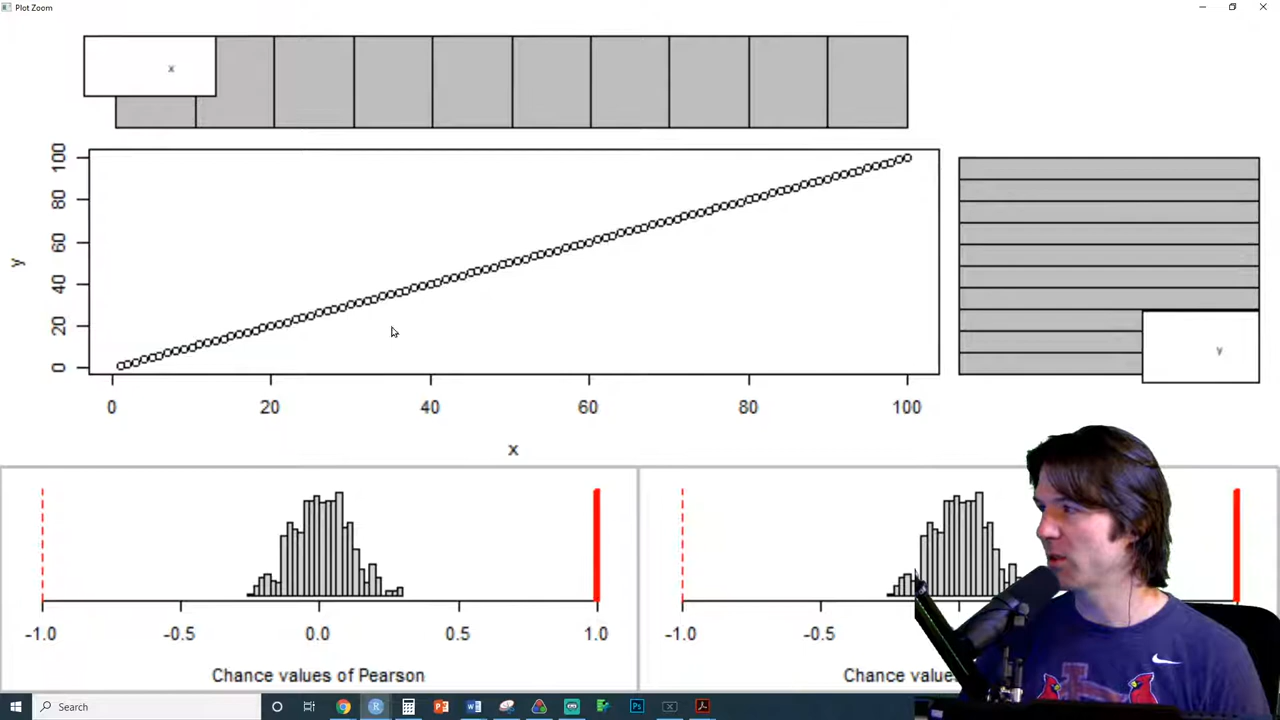 Plot Zoom
x
100
80
60
40
20
0
y
y
0 20 40 60 80 100
x
-1.0 -0.5 0.0 0.5 1.0
Chance values of Pearson
-1.0 -0.5
Chance values
Search